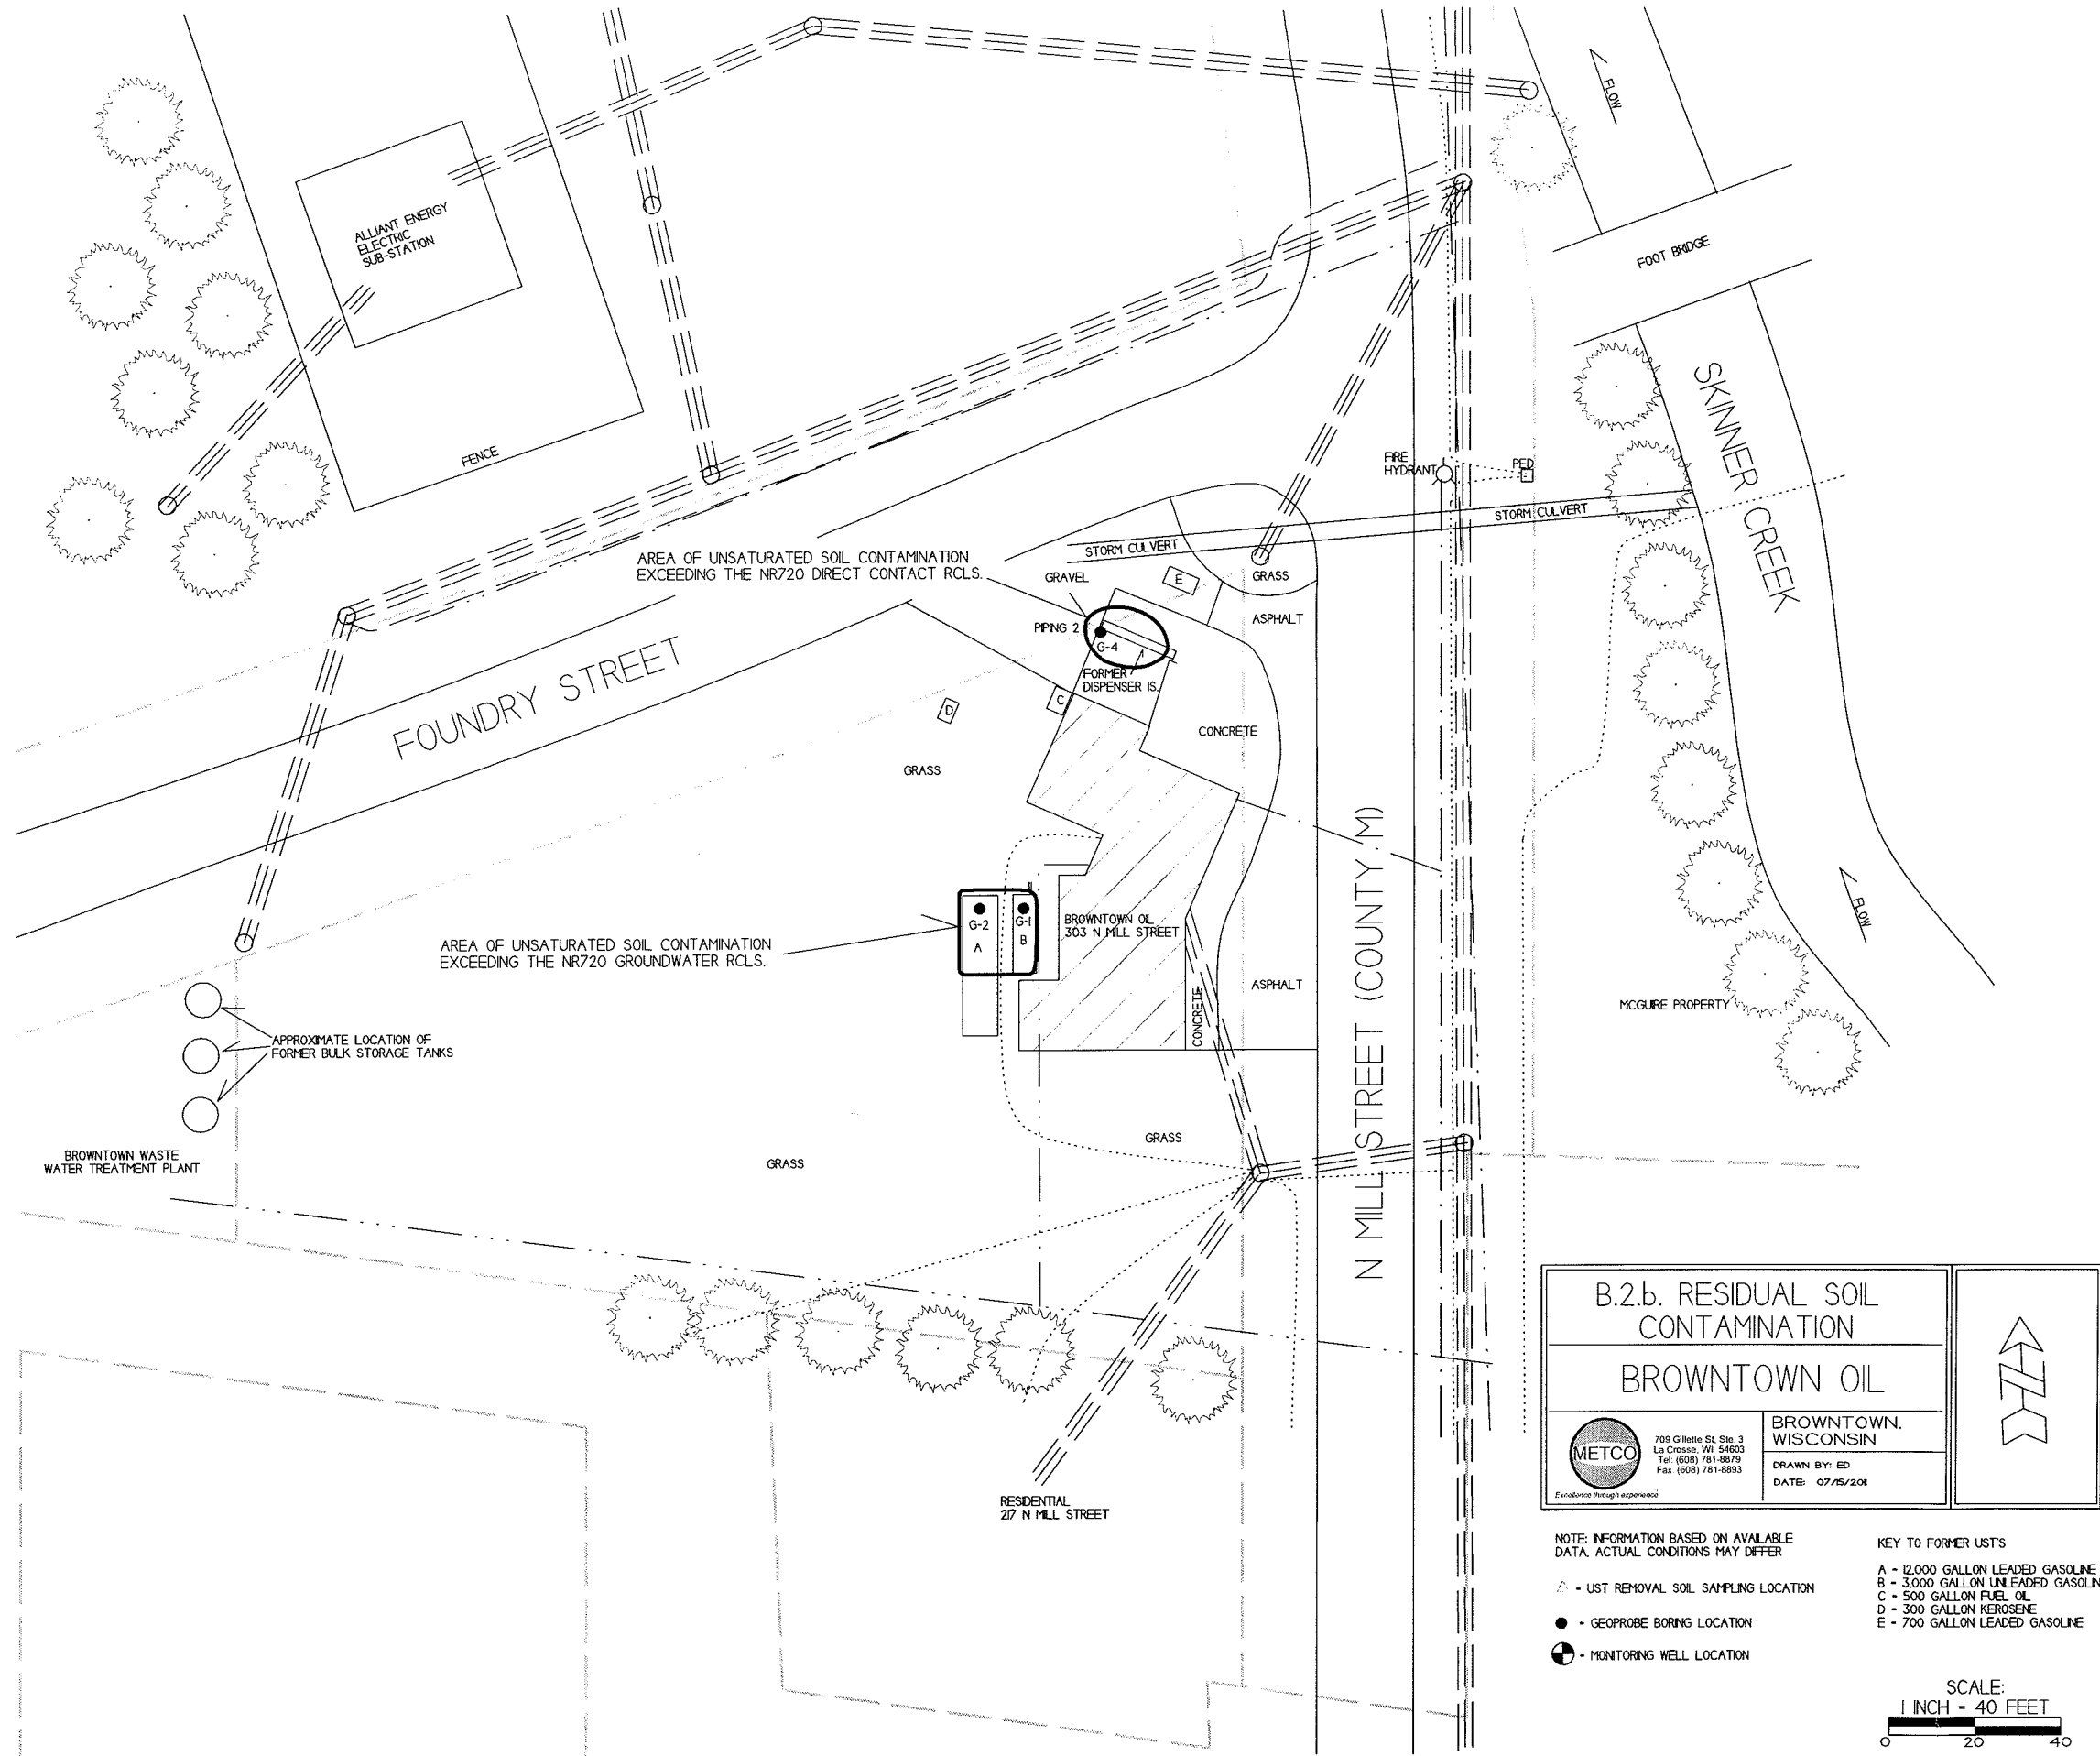 FLOW
ALLIANT ENERGY
ELECTRIC
SUB-STATION
FOOT BRIDGE
FENCE
SKINNER CREEK
FIRE
HYDRANT
PED
STORM CULVERT
STORM CULVERT
AREA OF UNSATURATED SOIL CONTAMINATION
EXCEEDING THE NR720 DIRECT CONTACT RCLS.
GRAVEL
E
GRASS
ASPHALT
PIPING 2
G-4
1
FORMER
DISPENSER IS.
C
D
FOUNDRY STREET
CONCRETE
GRASS
N MILL STREET (COUNTY M)
FLOW
G-2
A
G-1
B
BROWNTOWN OIL
303 N MILL STREET
AREA OF UNSATURATED SOIL CONTAMINATION
EXCEEDING THE NR720 GROUNDWATER RCLS.
ASPHALT
CONCRETE
MCGUIRE PROPERTY
APPROXIMATE LOCATION OF
FORMER BULK STORAGE TANKS
BROWNTOWN WASTE
WATER TREATMENT PLANT
GRASS
GRASS
RESIDENTIAL
217 N MILL STREET
B.2.b. RESIDUAL SOIL
CONTAMINATION
BROWNTOWN OIL
METCO
Excellence through experience
709 Gillette St, Ste. 3
La Crosse, WI 54603
Tel: (608) 781-8879
Fax: (608) 781-8893
BROWNTOWN,
WISCONSIN
DRAWN BY: ED
DATE: 07/15/2011
N
NOTE: INFORMATION BASED ON AVAILABLE
DATA. ACTUAL CONDITIONS MAY DIFFER
△ - UST REMOVAL SOIL SAMPLING LOCATION
● - GEOPROBE BORING LOCATION
- MONITORING WELL LOCATION
KEY TO FORMER UST'S
A - 12,000 GALLON LEADED GASOLINE
B - 3,000 GALLON UNLEADED GASOLIN
C - 500 GALLON FUEL OIL
D - 300 GALLON KEROSENE
E - 700 GALLON LEADED GASOLINE
SCALE:
1 INCH = 40 FEET
0 20 40